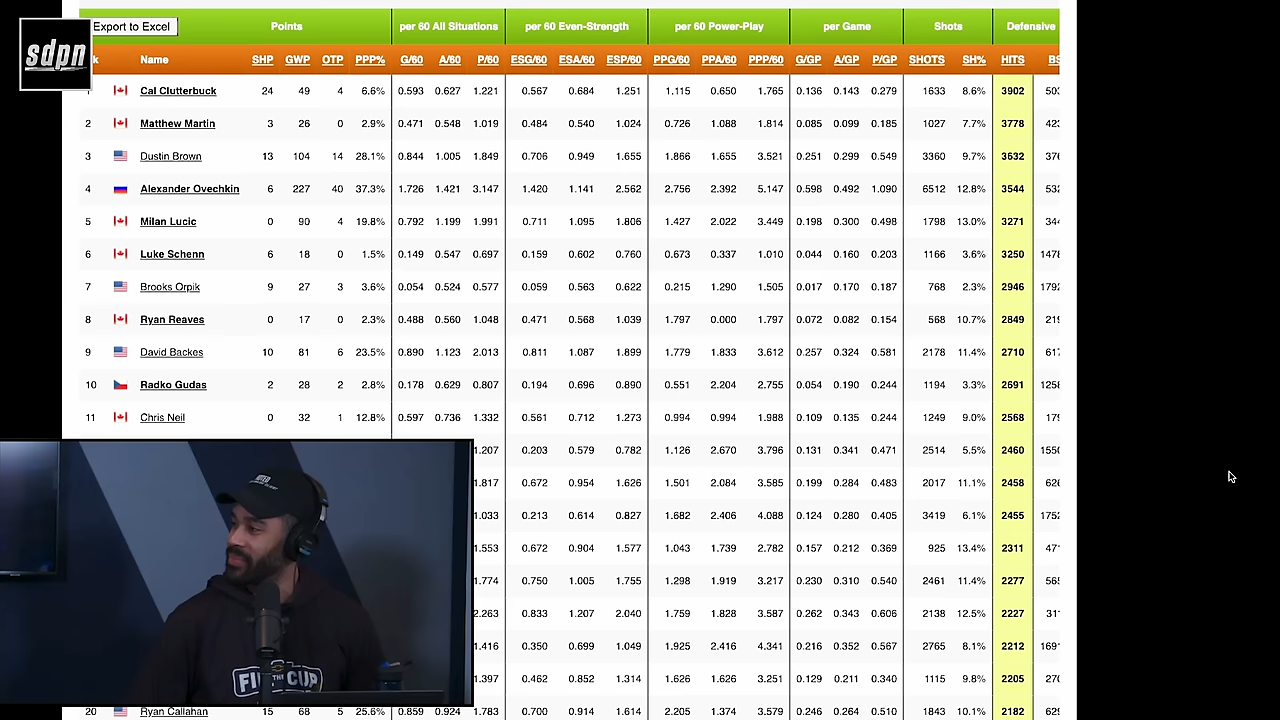 sdpn
Export to Excel Points per 60 All Situations per 60 Even-Strength per 60 Power-Play per Game Shots Defensive
k Name SHP GWP OTP PPP% G/60 A/60 P/60 ESG/60 ESA/60 ESP/60 PPG/60 PPA/60 PPP/60 G/GP A/GP P/GP SHOTS SH% HITS BS
1 Cal Clutterbuck 24 49 4 6.6% 0.593 0.627 1.221 0.567 0.684 1.251 1.115 0.650 1.765 0.136 0.143 0.279 1633 8.6% 3902 503
2 Matthew Martin 3 26 0 2.9% 0.471 0.548 1.019 0.484 0.540 1.024 0.726 1.088 1.814 0.085 0.099 0.185 1027 7.7% 3778 423
3 Dustin Brown 13 104 14 28.1% 0.844 1.005 1.849 0.706 0.949 1.655 1.866 1.655 3.521 0.251 0.299 0.549 3360 9.7% 3632 376
4 Alexander Ovechkin 6 227 40 37.3% 1.726 1.421 3.147 1.420 1.141 2.562 2.756 2.392 5.147 0.598 0.492 1.090 6512 12.8% 3544 532
5 Milan Lucic 0 90 4 19.8% 0.792 1.199 1.991 0.711 1.095 1.806 1.427 2.022 3.449 0.198 0.300 0.498 1798 13.0% 3271 344
6 Luke Schenn 6 18 0 1.5% 0.149 0.547 0.697 0.159 0.602 0.760 0.673 0.337 1.010 0.044 0.160 0.203 1166 3.6% 3250 1478
7 Brooks Orpik 9 27 3 3.6% 0.054 0.524 0.577 0.059 0.563 0.622 0.215 1.290 1.505 0.017 0.170 0.187 768 2.3% 2946 1792
8 Ryan Reaves 0 17 0 2.3% 0.488 0.560 1.048 0.471 0.568 1.039 1.797 0.000 1.797 0.072 0.082 0.154 568 10.7% 2849 219
9 David Backes 10 81 6 23.5% 0.890 1.123 2.013 0.811 1.087 1.899 1.779 1.833 3.612 0.257 0.324 0.581 2178 11.4% 2710 617
10 Radko Gudas 2 28 2 2.8% 0.178 0.629 0.807 0.194 0.696 0.890 0.551 2.204 2.755 0.054 0.190 0.244 1194 3.3% 2691 1258
11 Chris Neil 0 32 1 12.8% 0.597 0.736 1.332 0.561 0.712 1.273 0.994 0.994 1.988 0.109 0.135 0.244 1249 9.0% 2568 179
1.207 0.203 0.579 0.782 1.126 2.670 3.796 0.131 0.341 0.471 2514 5.5% 2460 1550
1.817 0.672 0.954 1.626 1.501 2.084 3.585 0.199 0.284 0.483 2017 11.1% 2458 626
1.033 0.213 0.614 0.827 1.682 2.406 4.088 0.124 0.280 0.405 3419 6.1% 2455 1752
1.553 0.672 0.904 1.577 1.043 1.739 2.782 0.157 0.212 0.369 925 13.4% 2311 471
1.774 0.750 1.005 1.755 1.298 1.919 3.217 0.230 0.310 0.540 2461 11.4% 2277 565
2.263 0.833 1.207 2.040 1.759 1.828 3.587 0.262 0.343 0.606 2138 12.5% 2227 311
1.416 0.350 0.699 1.049 1.925 2.416 4.341 0.216 0.352 0.567 2765 8.1% 2212 1691
1.397 0.462 0.852 1.314 1.626 1.626 3.251 0.129 0.211 0.340 1115 9.8% 2205 270
20 Ryan Callahan 15 68 5 25.6% 0.859 0.924 1.783 0.700 0.914 1.614 2.205 1.374 3.579 0.246 0.264 0.510 1843 10.1% 2182
THE
CUP